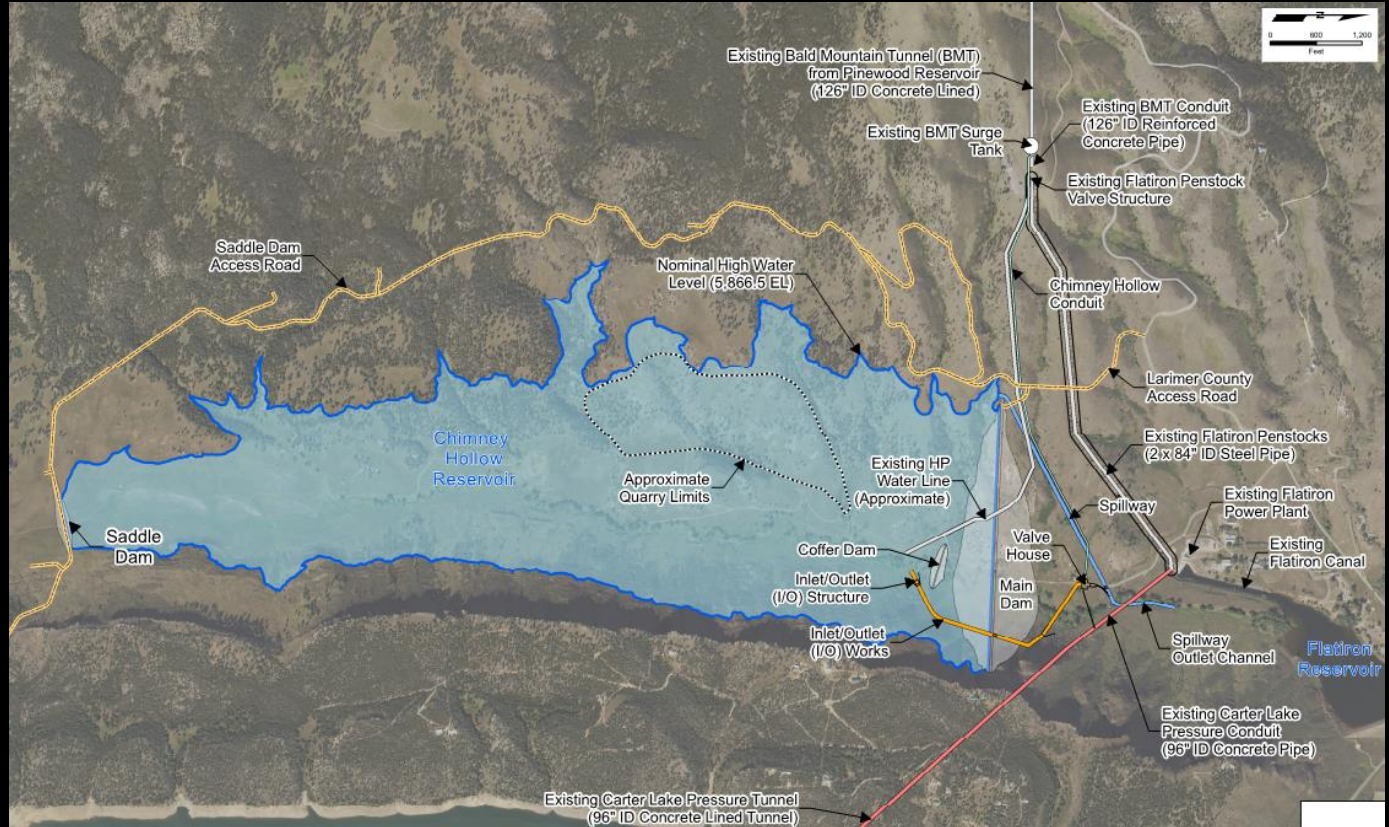 Z
0 600 1,200
Feet
Existing Bald Mountain Tunnel (BMT)
from Pinewood Reservoir
(126" ID Concrete Lined)
Existing BMT Conduit
(126" ID Reinforced
Concrete Pipe)
Existing BMT Surge
Tank
Existing Flatiron Penstock
Valve Structure
Saddle Dam
Access Road
Nominal High Water
Level (5,866.5 EL)
Chimney Hollow
Conduit
Larimer County
Access Road
Chimney
Hollow
Reservoir
Existing Flatiron Penstocks
(2 x 84" ID Steel Pipe)
Approximate
Quarry Limits
Existing HP
Water Line
(Approximate)
Spillway
Existing Flatiron
Power Plant
Saddle
Dam
Coffer Dam
Valve
House
Existing
Flatiron Canal
Inlet/Outlet
(I/O) Structure
Main
Dam
Inlet/Outlet
(I/O) Works
Spillway
Outlet Channel
Flatiron
Reservoir
Existing Carter Lake
Pressure Conduit
(96" ID Concrete Pipe)
Existing Carter Lake Pressure Tunnel
(96" ID Concrete Lined Tunnel)